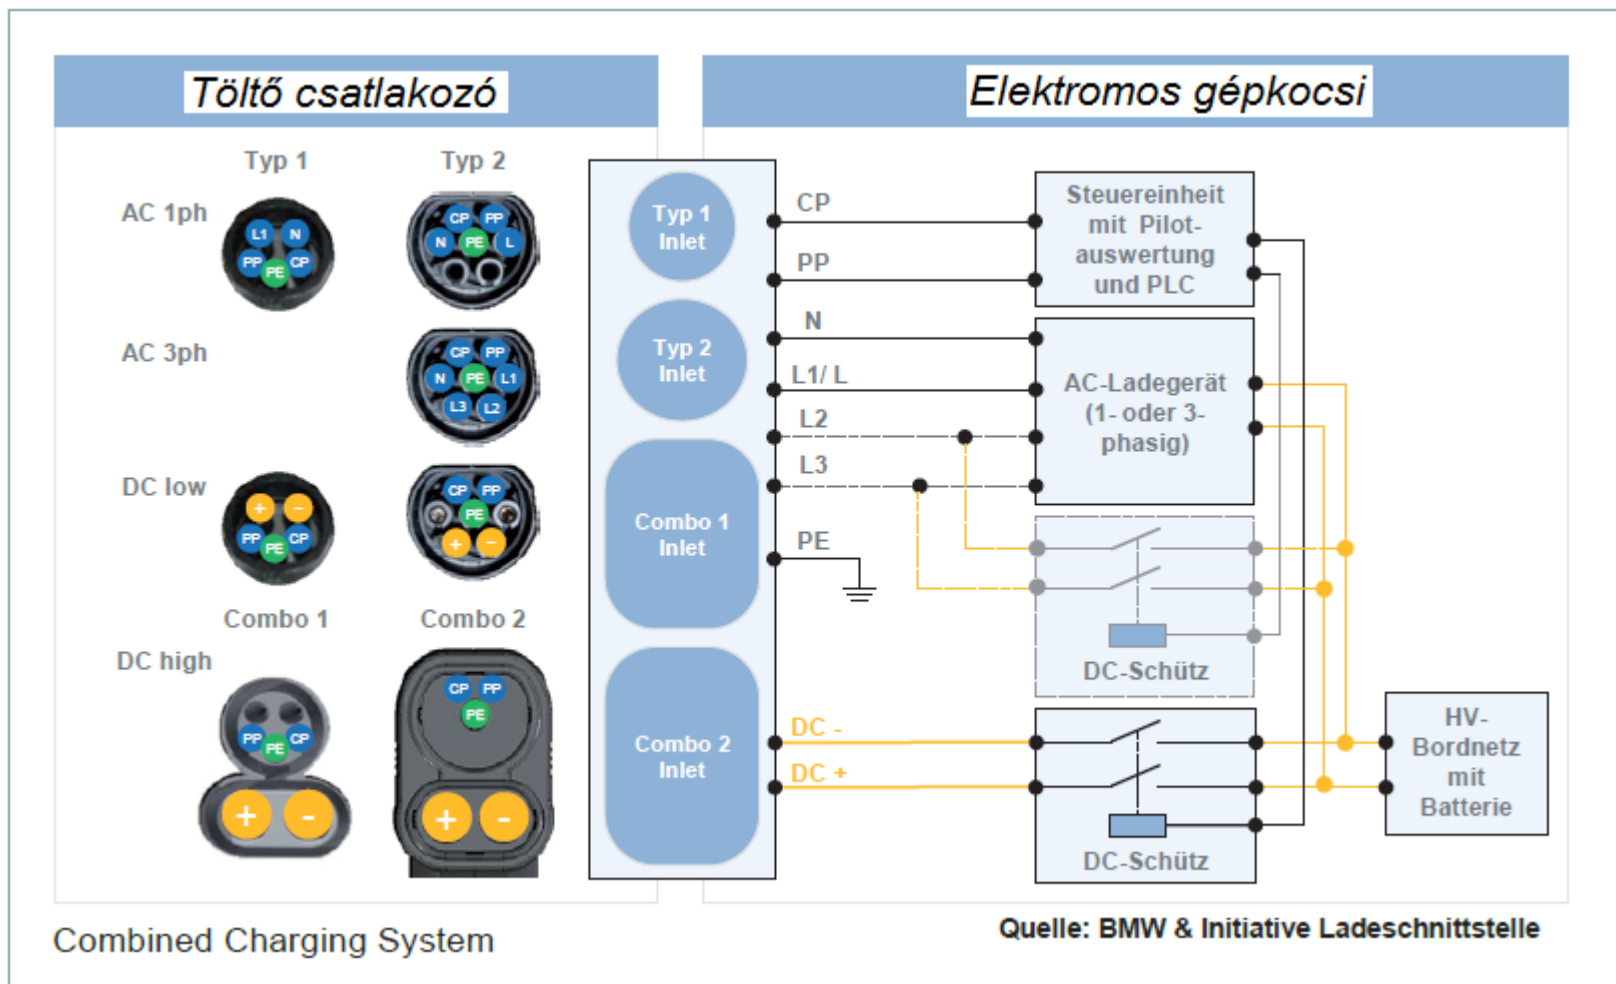 Töltő csatlakozó
Elektromos gépkocsi
Typ 1
Typ 2
AC 1ph
L1 N
PP PE CP
CP PP
N PE L
AC 3ph
CP PP
N PE L1
L3 L2
DC low
+ -
PP PE CP
CP PP
PE
+ -
Combo 1
Combo 2
DC high
PP PE CP
+ -
CP PP
PE
+ -
Typ 1
Inlet
Typ 2
Inlet
Combo 1
Inlet
Combo 2
Inlet
CP
PP
N
L1/ L
L2
L3
PE
DC -
DC +
Steuereinheit
mit Pilot-
auswertung
und PLC
AC-Ladegerät
(1- oder 3-
phasig)
DC-Schütz
DC-Schütz
HV-
Bordnetz
mit
Batterie
Combined Charging System
Quelle: BMW & Initiative Ladeschnittstelle